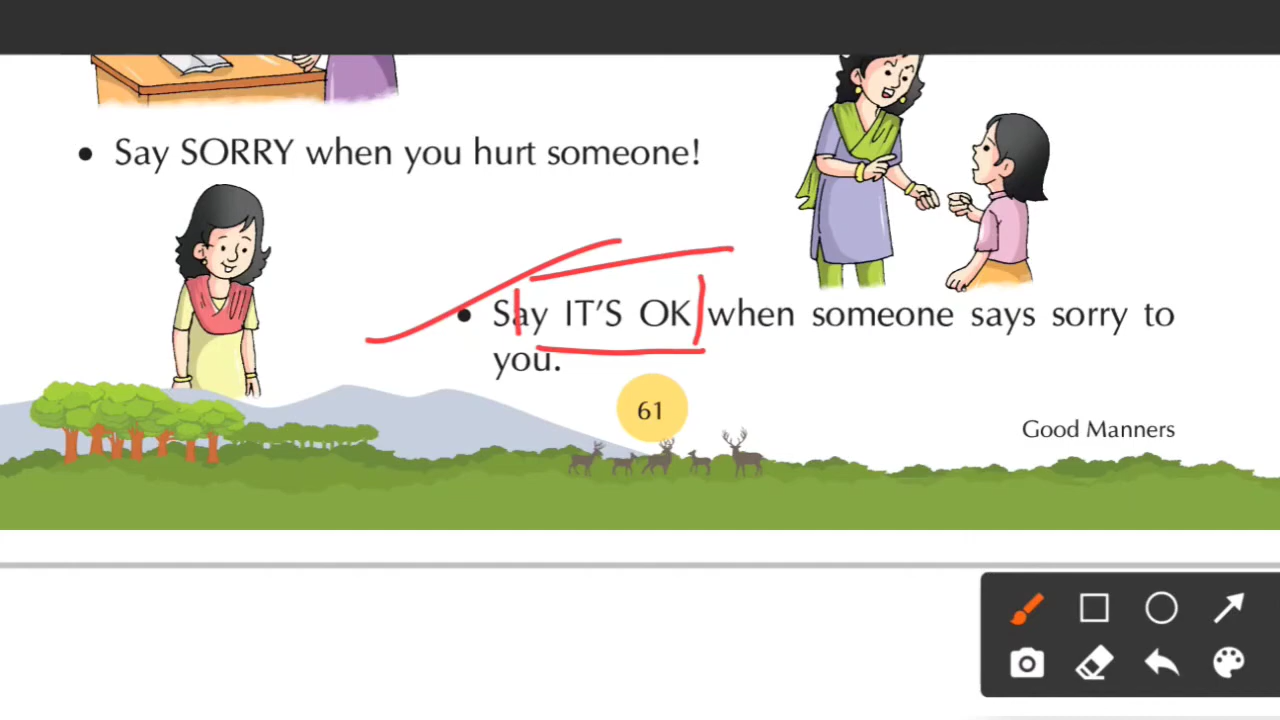 • Say SORRY when you hurt someone!
• Say IT'S OK when someone says sorry to
you.
61
Good Manners